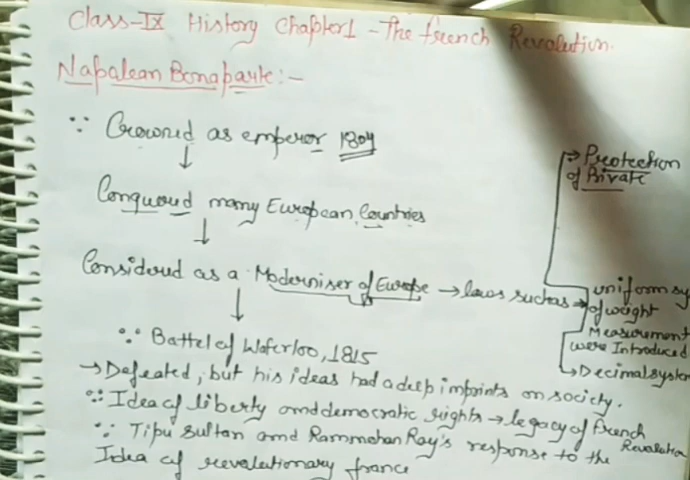 Class-IX History Chapter1 - The French Revolution.
Napalean Bonaparte:-
∵ Crowned as emperor 1804
↓
Conquered many European Countries
↓
Considered as a Moderniser of Europe → laws such as →
→ Protection
of Private
uniform sy
of weight
Measurement
were Introduced
→ Decimal system
↓
∵ Battel of Waterloo, 1815
→ Defeated, but his ideas had a deep imprints on society.
∵ Idea of liberty and democratic rights → legacy of French
Revolution
∵ Tipu Sultan and Rammohan Ray's response to the
Idea of revolutionary france